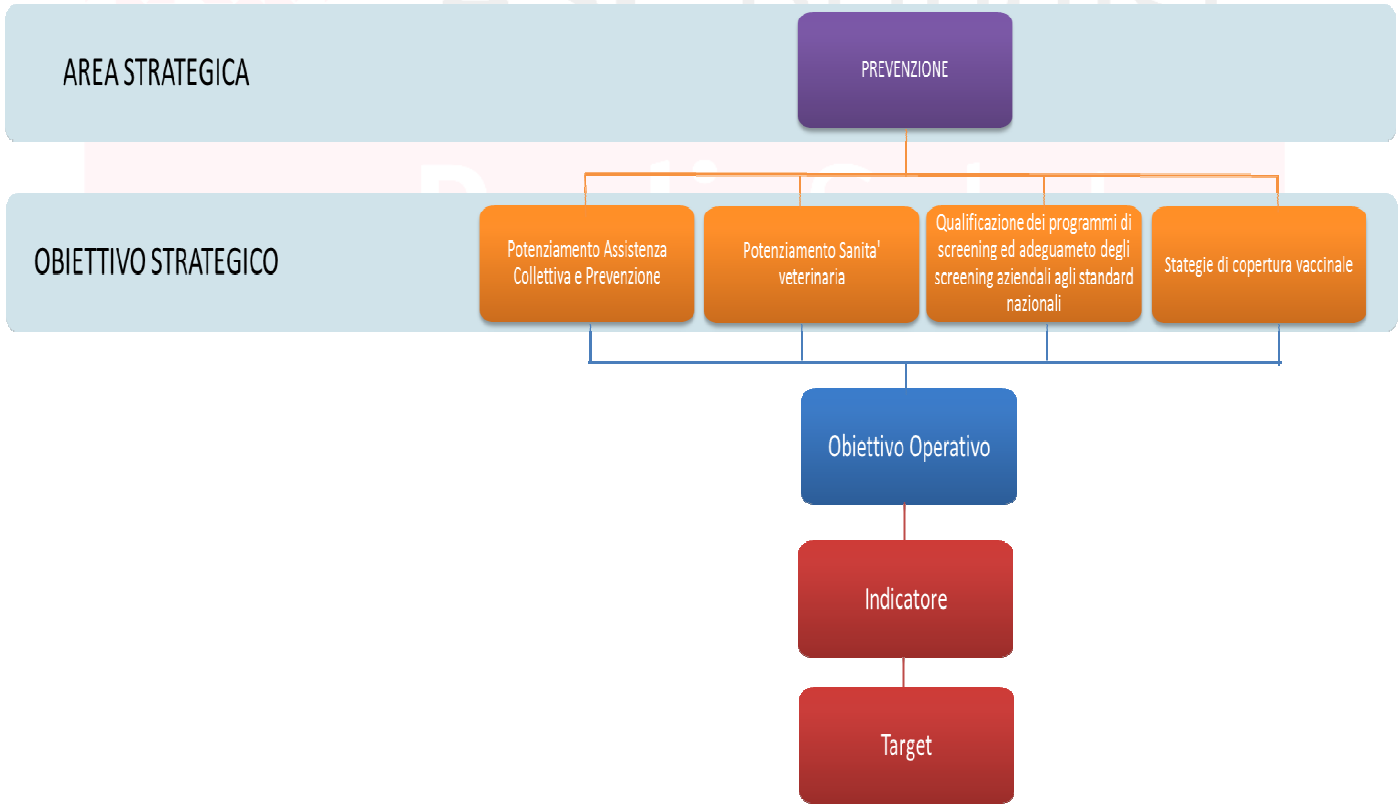 AREA STRATEGICA
PREVENZIONE
OBIETTIVO STRATEGICO
Potenziamento Assistenza
Collettiva e Prevenzione
Potenziamento Sanita'
veterinaria
Qualificazione dei programmi di
screening ed adeguameto degli
screening aziendali agli standard
nazionali
Stategie di copertura vaccinale
Obiettivo Operativo
Indicatore
Target